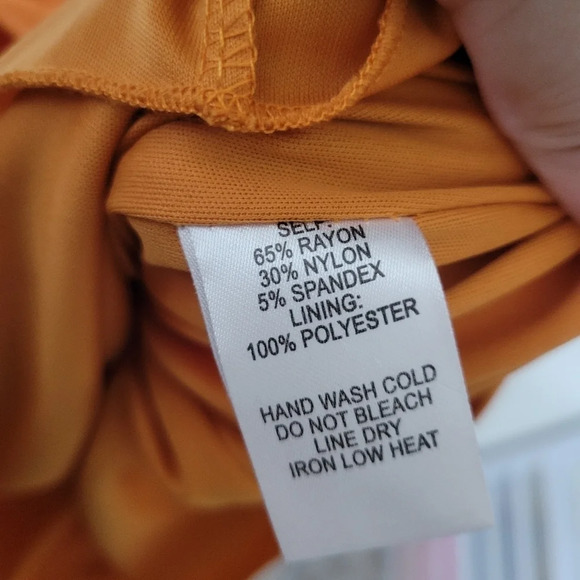 SELF:
65% RAYON
30% NYLON
5% SPANDEX
LINING:
100% POLYESTER
HAND WASH COLD
DO NOT BLEACH
LINE DRY
IRON LOW HEAT